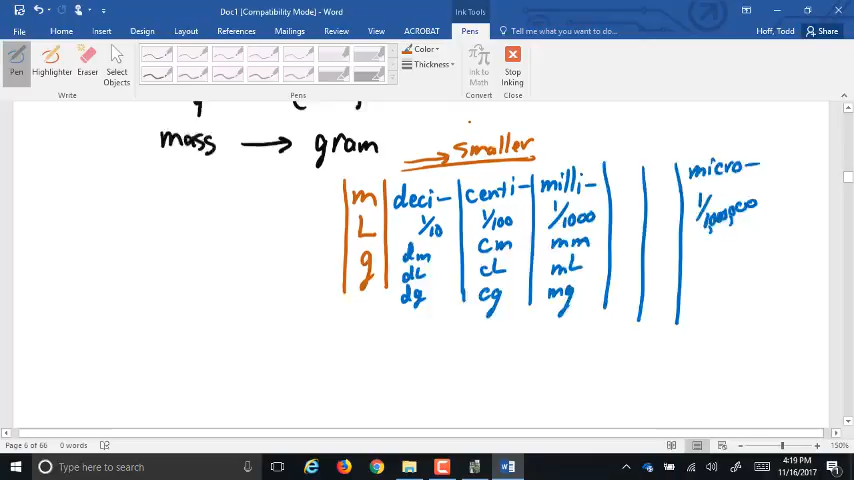 Doc1 [Compatibility Mode] - Word
Ink Tools
Hoff, Todd
File
Home
Insert
Design
Layout
References
Mailings
Review
View
ACROBAT
Pens
Tell me what you want to do...
Share
Pen
Highlighter
Eraser
Select Objects
Color
Thickness
Ink to Math
Stop Inking
Write
Pens
Convert
Close
mass → gram
→ smaller
m
L
g
deci-
1/10
dm
dL
dg
centi-
1/100
cm
cL
cg
milli-
1/1000
mm
mL
mg
micro-
1/1,000,000
Page 6 of 66
0 words
150%
Type here to search
4:19 PM
11/16/2017